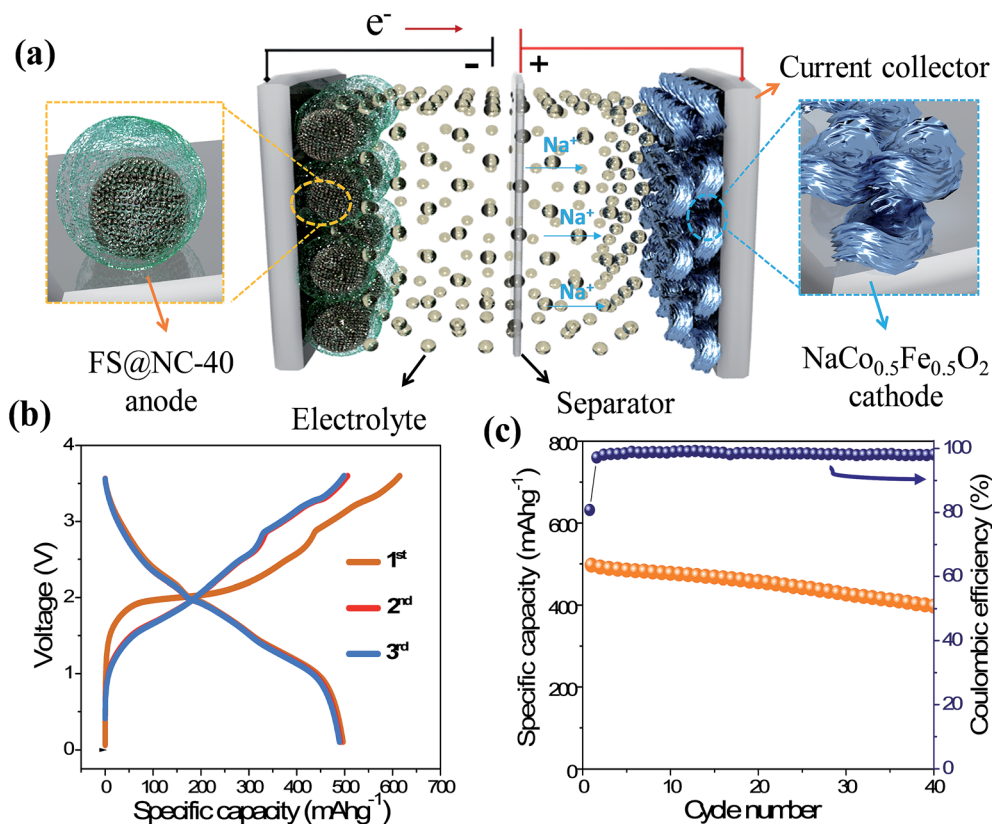 (a)
e⁻
- +
Current collector
Na⁺
Na⁺
Na⁺
FS@NC-40
anode
Electrolyte
Separator
NaCo₀.₅Fe₀.₅O₂
cathode
(b)
4
3
2
1
0
Voltage (V)
1st
2nd
3rd
0 100 200 300 400 500 600 700
Specific capacity (mAhg⁻¹)
(c)
800
600
400
200
0
Specific capacity (mAhg⁻¹)
100
80
60
40
20
0
Coulombic efficiency (%)
0 10 20 30 40
Cycle number